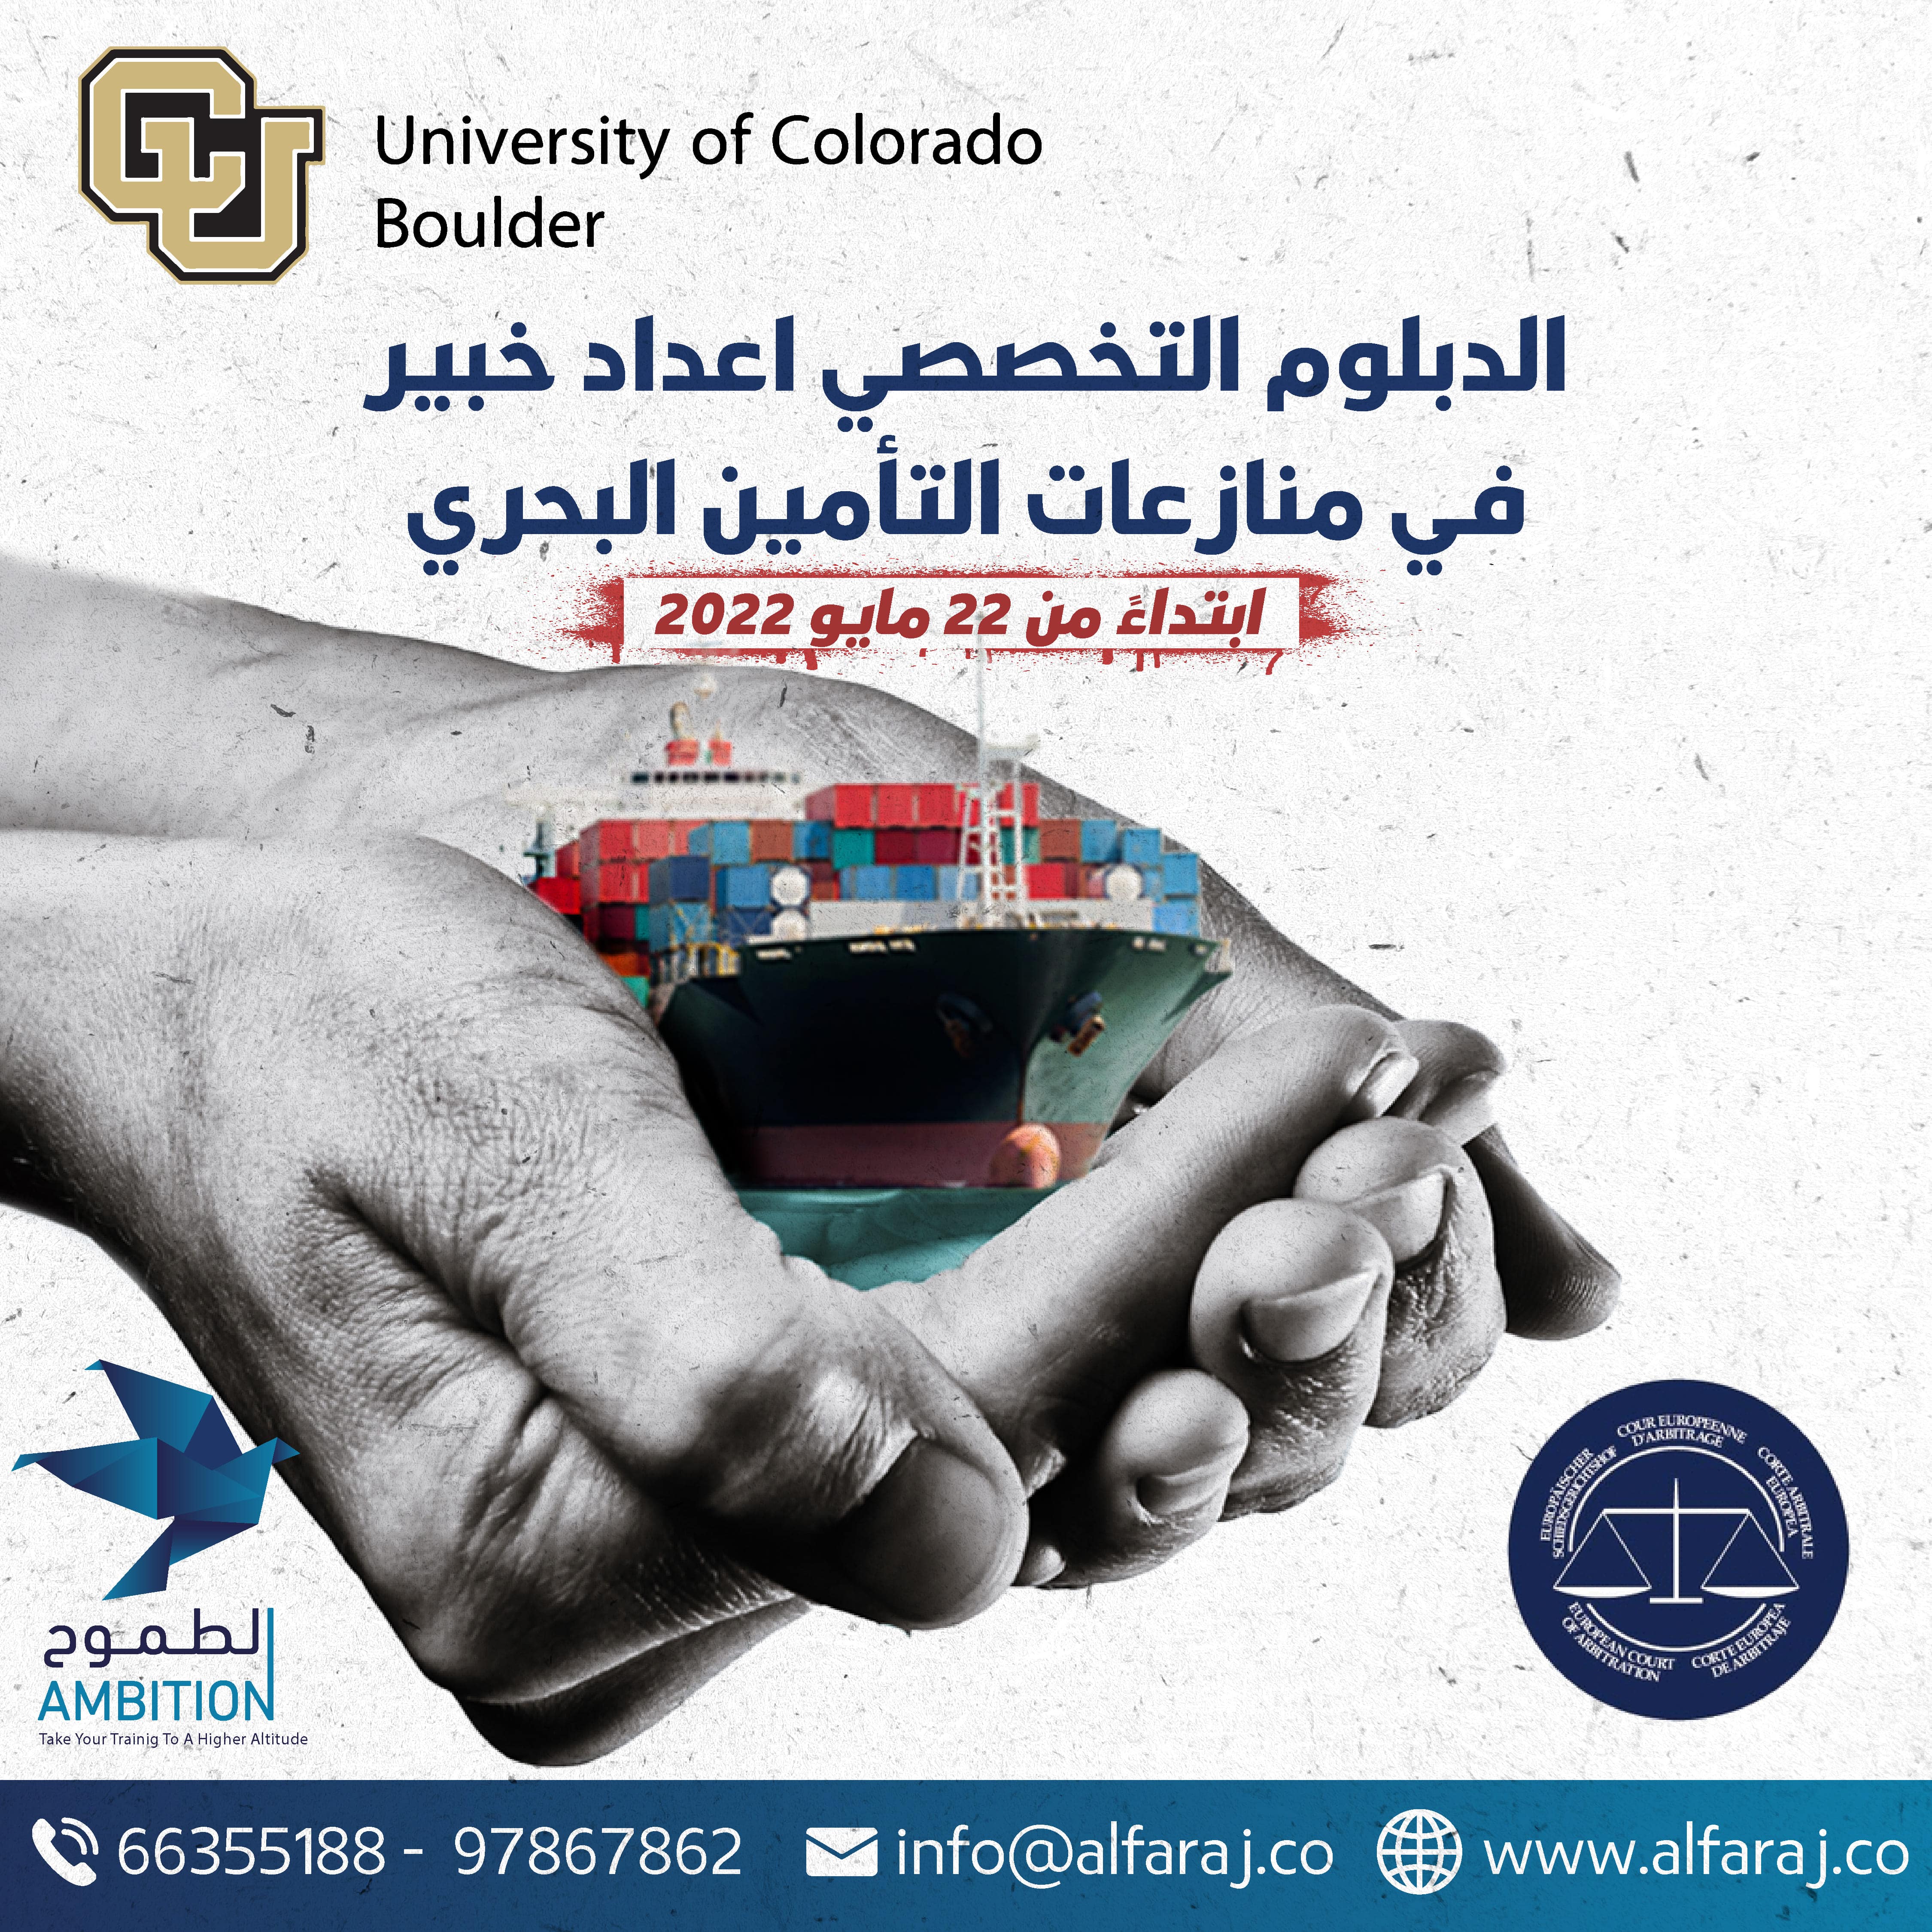 University of Colorado
Boulder
الدبلوم التخصصي اعداد خبير
في منازعات التأمين البحري
ابتداءً من 22 مايو 2022
الطموح
AMBITION
Take Your Trainig To A Higher Altitude
EUROPÄISCHER
SCHIEDSGERICHTSHOF
COUR EUROPEENNE
D'ARBITRAGE
CORTE ARBITRALE
EUROPEA
EUROPEAN COURT
OF ARBITRATION
CORTE EUROPEA
DE ARBITRAJE
66355188 - 97867862
info@alfaraj.co
www.alfaraj.co